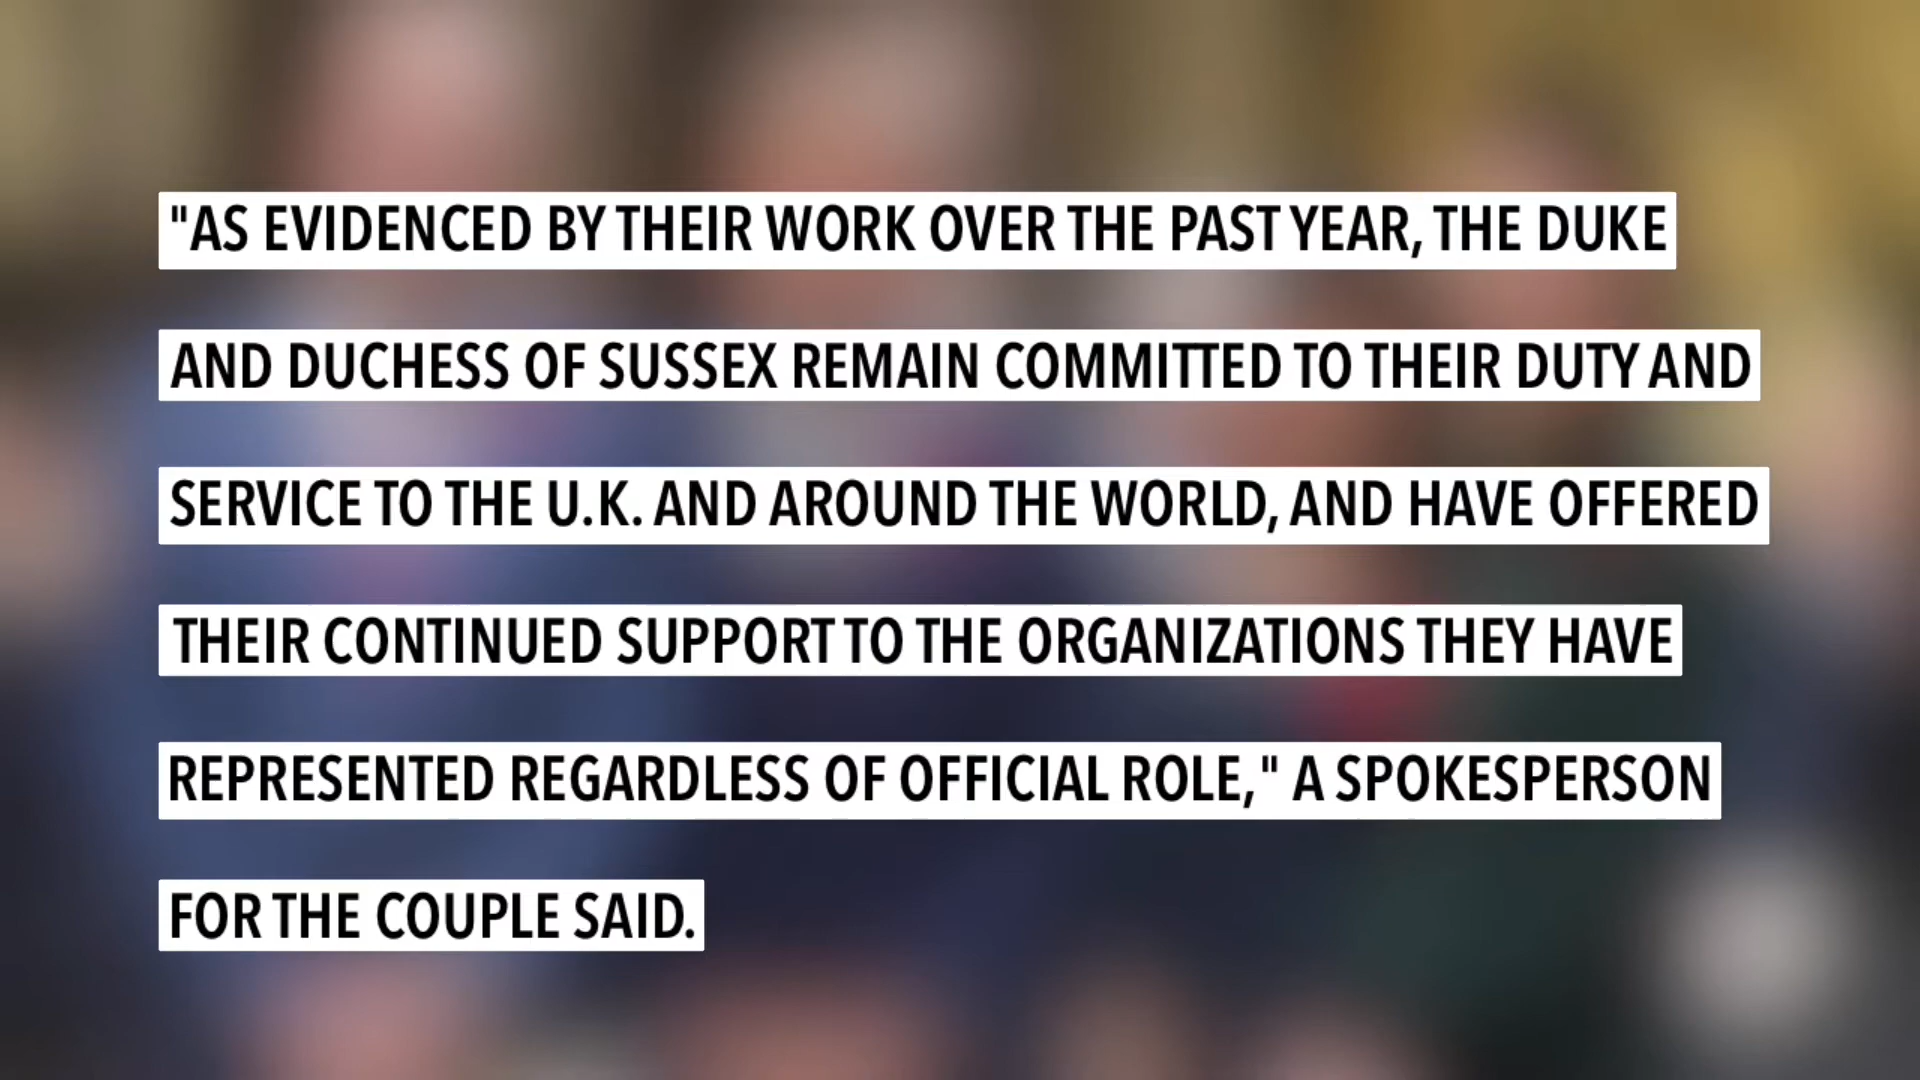 "AS EVIDENCED BY THEIR WORK OVER THE PAST YEAR, THE DUKE
AND DUCHESS OF SUSSEX REMAIN COMMITTED TO THEIR DUTY AND
SERVICE TO THE U.K. AND AROUND THE WORLD, AND HAVE OFFERED
THEIR CONTINUED SUPPORT TO THE ORGANIZATIONS THEY HAVE
REPRESENTED REGARDLESS OF OFFICIAL ROLE," A SPOKESPERSON
FOR THE COUPLE SAID.